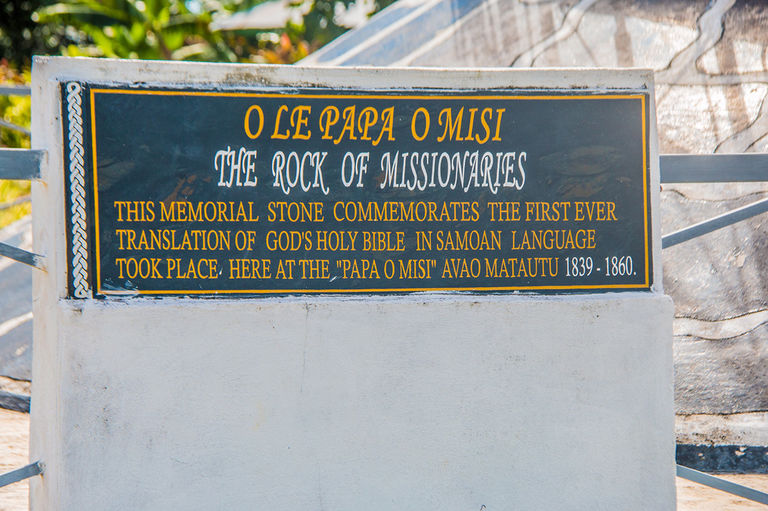 O LE PAPA O MISI
THE ROCK OF MISSIONARIES
THIS MEMORIAL STONE COMMEMORATES THE FIRST EVER
TRANSLATION OF GOD'S HOLY BIBLE IN SAMOAN LANGUAGE
TOOK PLACE HERE AT THE "PAPA O MISI" AVAO MATAUTU 1839 - 1860.